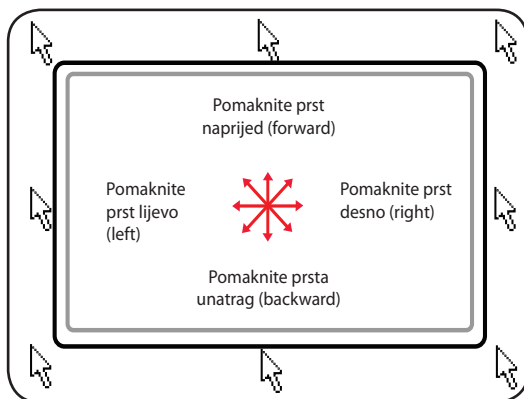 Pomaknite prst
naprijed (forward)
Pomaknite
prst lijevo
(left)
Pomaknite prst
desno (right)
Pomaknite prsta
unatrag (backward)